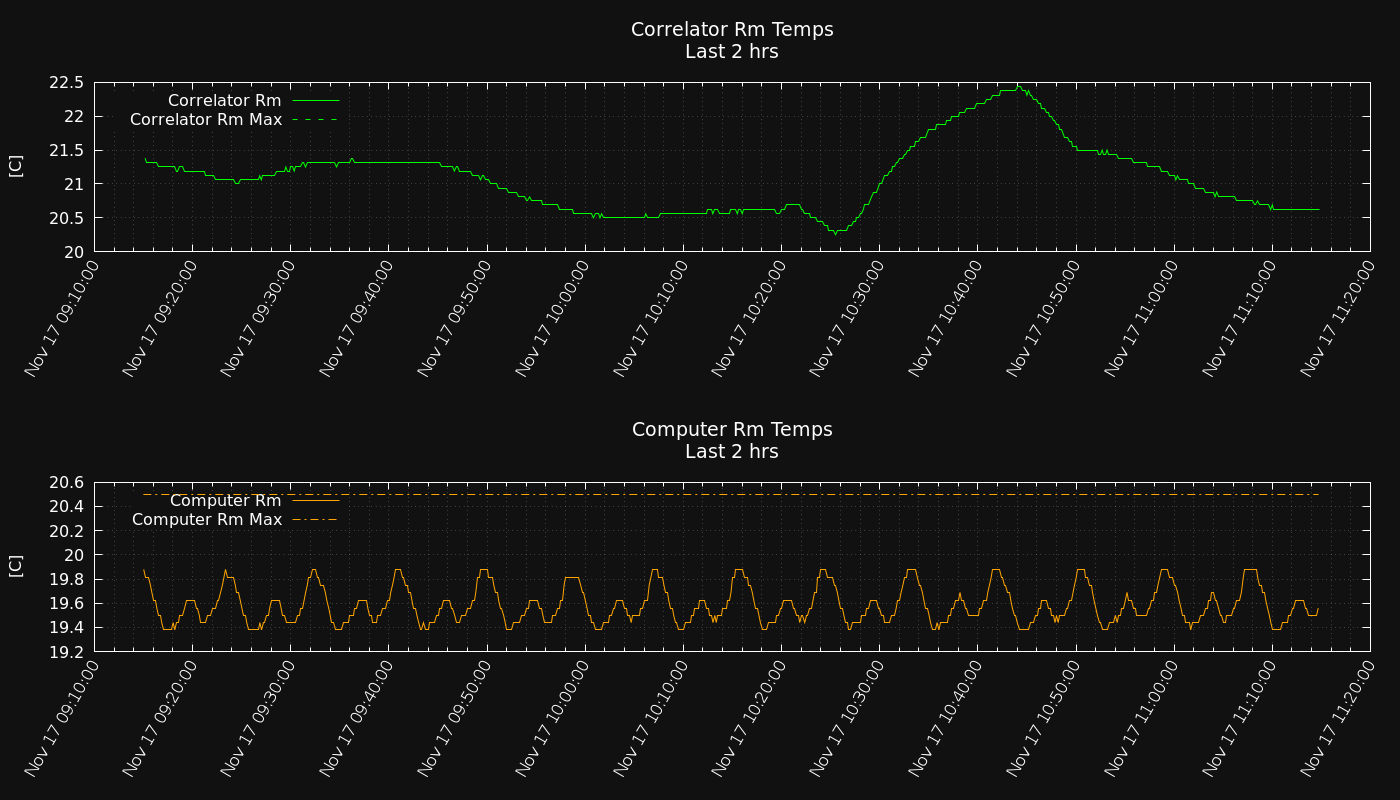 Correlator Rm Temps
Last 2 hrs
22.5
22
21.5
21
20.5
20
[C]
Correlator Rm
Correlator Rm Max
Nov 17 09:10:00
Nov 17 09:20:00
Nov 17 09:30:00
Nov 17 09:40:00
Nov 17 09:50:00
Nov 17 10:00:00
Nov 17 10:10:00
Nov 17 10:20:00
Nov 17 10:30:00
Nov 17 10:40:00
Nov 17 10:50:00
Nov 17 11:00:00
Nov 17 11:10:00
Nov 17 11:20:00
Computer Rm Temps
Last 2 hrs
20.6
20.4
20.2
20
19.8
19.6
19.4
19.2
[C]
Computer Rm
Computer Rm Max
Nov 17 09:10:00
Nov 17 09:20:00
Nov 17 09:30:00
Nov 17 09:40:00
Nov 17 09:50:00
Nov 17 10:00:00
Nov 17 10:10:00
Nov 17 10:20:00
Nov 17 10:30:00
Nov 17 10:40:00
Nov 17 10:50:00
Nov 17 11:00:00
Nov 17 11:10:00
Nov 17 11:20:00